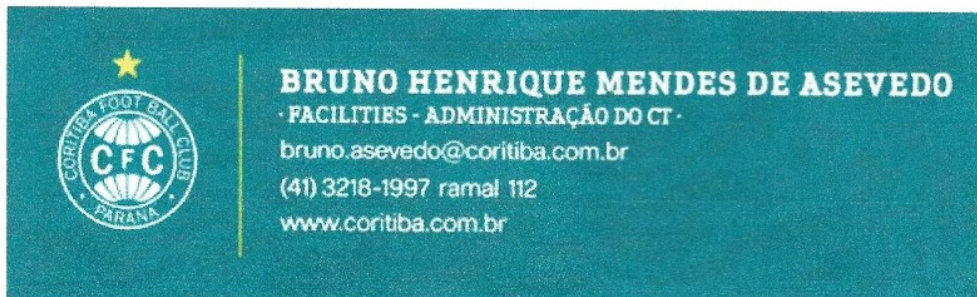 CORITIBA FOOT BALL CLUB
CFC
· PARANÁ ·
BRUNO HENRIQUE MENDES DE ASEVEDO
· FACILITIES - ADMINISTRAÇÃO DO CT ·
bruno.asevedo@coritiba.com.br
(41) 3218-1997 ramal 112
www.coritiba.com.br